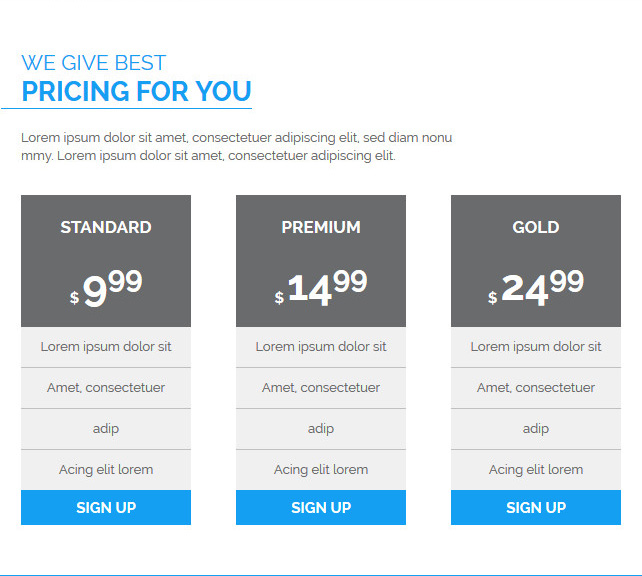 WE GIVE BEST
PRICING FOR YOU
Lorem ipsum dolor sit amet, consectetuer adipiscing elit, sed diam nonu
mmy. Lorem ipsum dolor sit amet, consectetuer adipiscing elit.
STANDARD
$ 9 99
Lorem ipsum dolor sit
Amet, consectetuer
adip
Acing elit lorem
SIGN UP
PREMIUM
$ 14 99
Lorem ipsum dolor sit
Amet, consectetuer
adip
Acing elit lorem
SIGN UP
GOLD
$ 24 99
Lorem ipsum dolor sit
Amet, consectetuer
adip
Acing elit lorem
SIGN UP